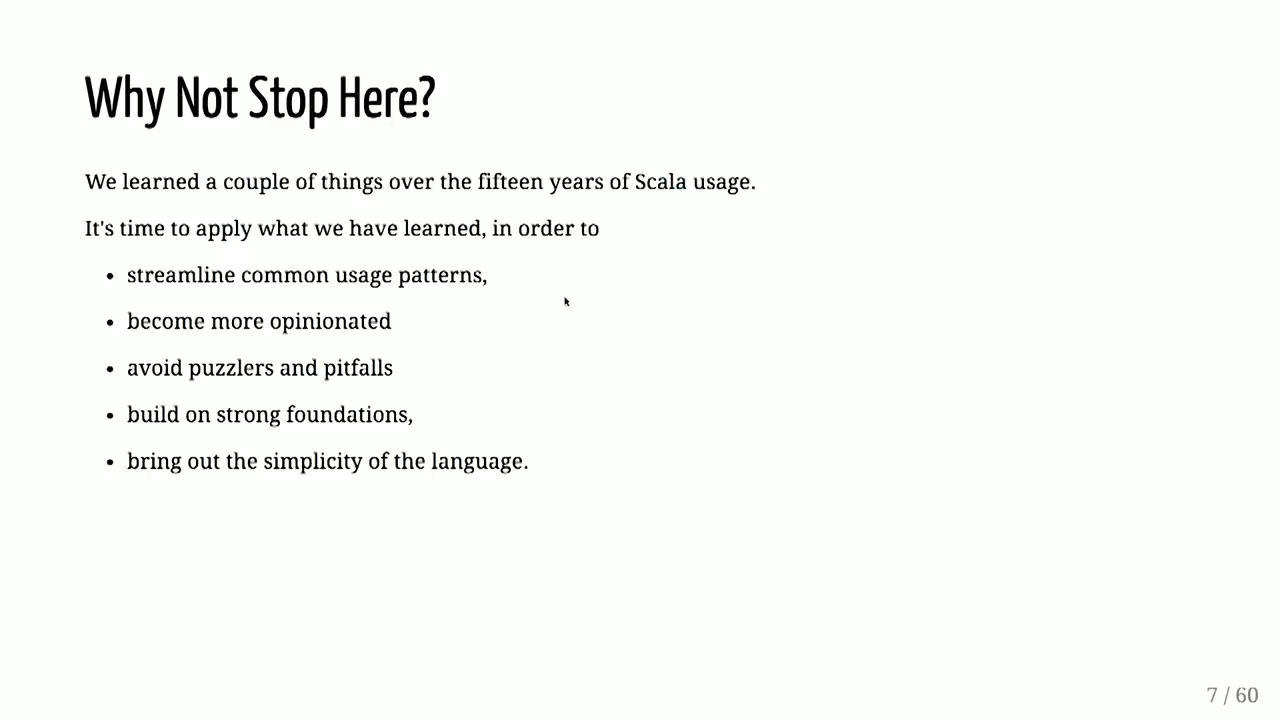 Why Not Stop Here?
We learned a couple of things over the fifteen years of Scala usage.
It's time to apply what we have learned, in order to
• streamline common usage patterns,
• become more opinionated
• avoid puzzlers and pitfalls
• build on strong foundations,
• bring out the simplicity of the language.
7 / 60